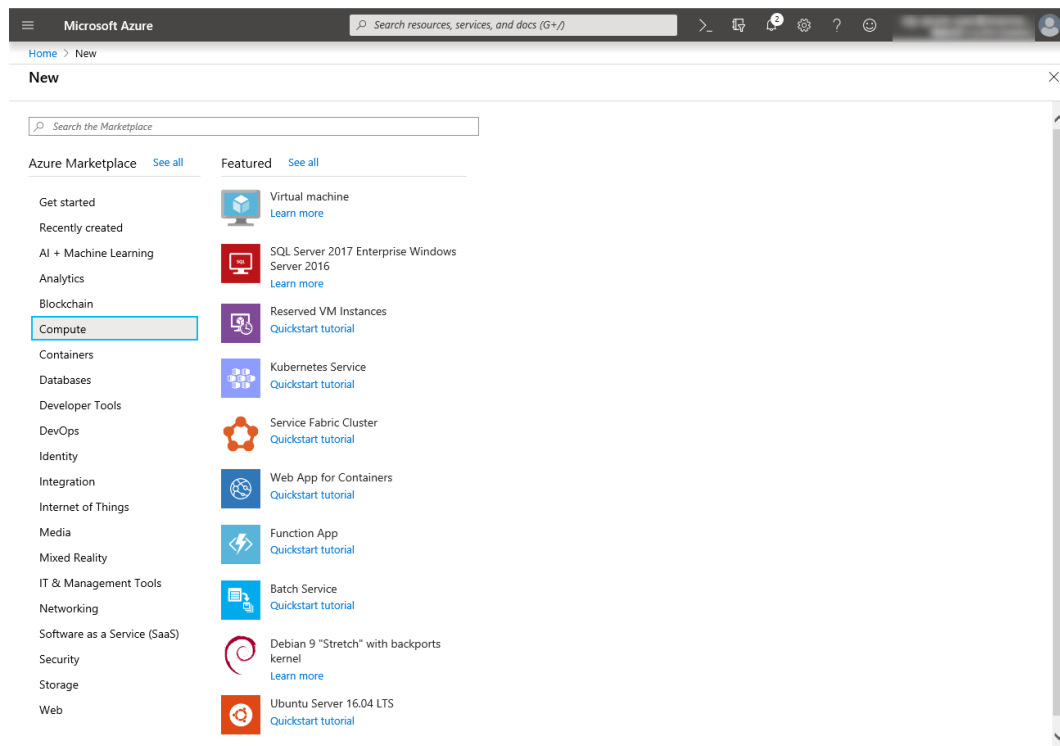 Microsoft Azure
Search resources, services, and docs (G+/)
2
Home > New
New
Search the Marketplace
Azure Marketplace See all
Get started
Recently created
AI + Machine Learning
Analytics
Blockchain
Compute
Containers
Databases
Developer Tools
DevOps
Identity
Integration
Internet of Things
Media
Mixed Reality
IT & Management Tools
Networking
Software as a Service (SaaS)
Security
Storage
Web
Featured See all
Virtual machine
Learn more
SQL Server 2017 Enterprise Windows
Server 2016
Learn more
Reserved VM Instances
Quickstart tutorial
Kubernetes Service
Quickstart tutorial
Service Fabric Cluster
Quickstart tutorial
Web App for Containers
Quickstart tutorial
Function App
Quickstart tutorial
Batch Service
Quickstart tutorial
Debian 9 "Stretch" with backports
kernel
Learn more
Ubuntu Server 16.04 LTS
Quickstart tutorial